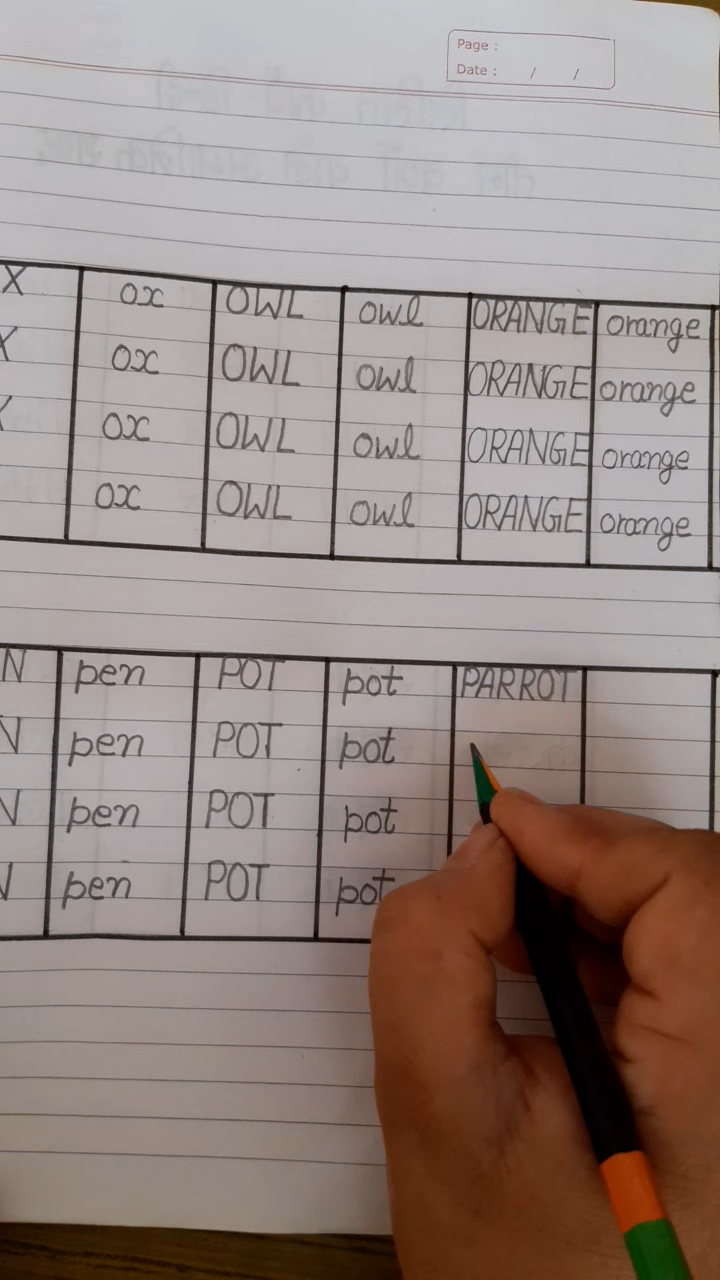 Page :
Date : / /
X ox OWL owl ORANGE orange
X ox OWL owl ORANGE orange
X ox OWL owl ORANGE orange
ox OWL owl ORANGE orange
N pen POT pot PARROT
N pen POT pot
N pen POT pot
N pen POT pot